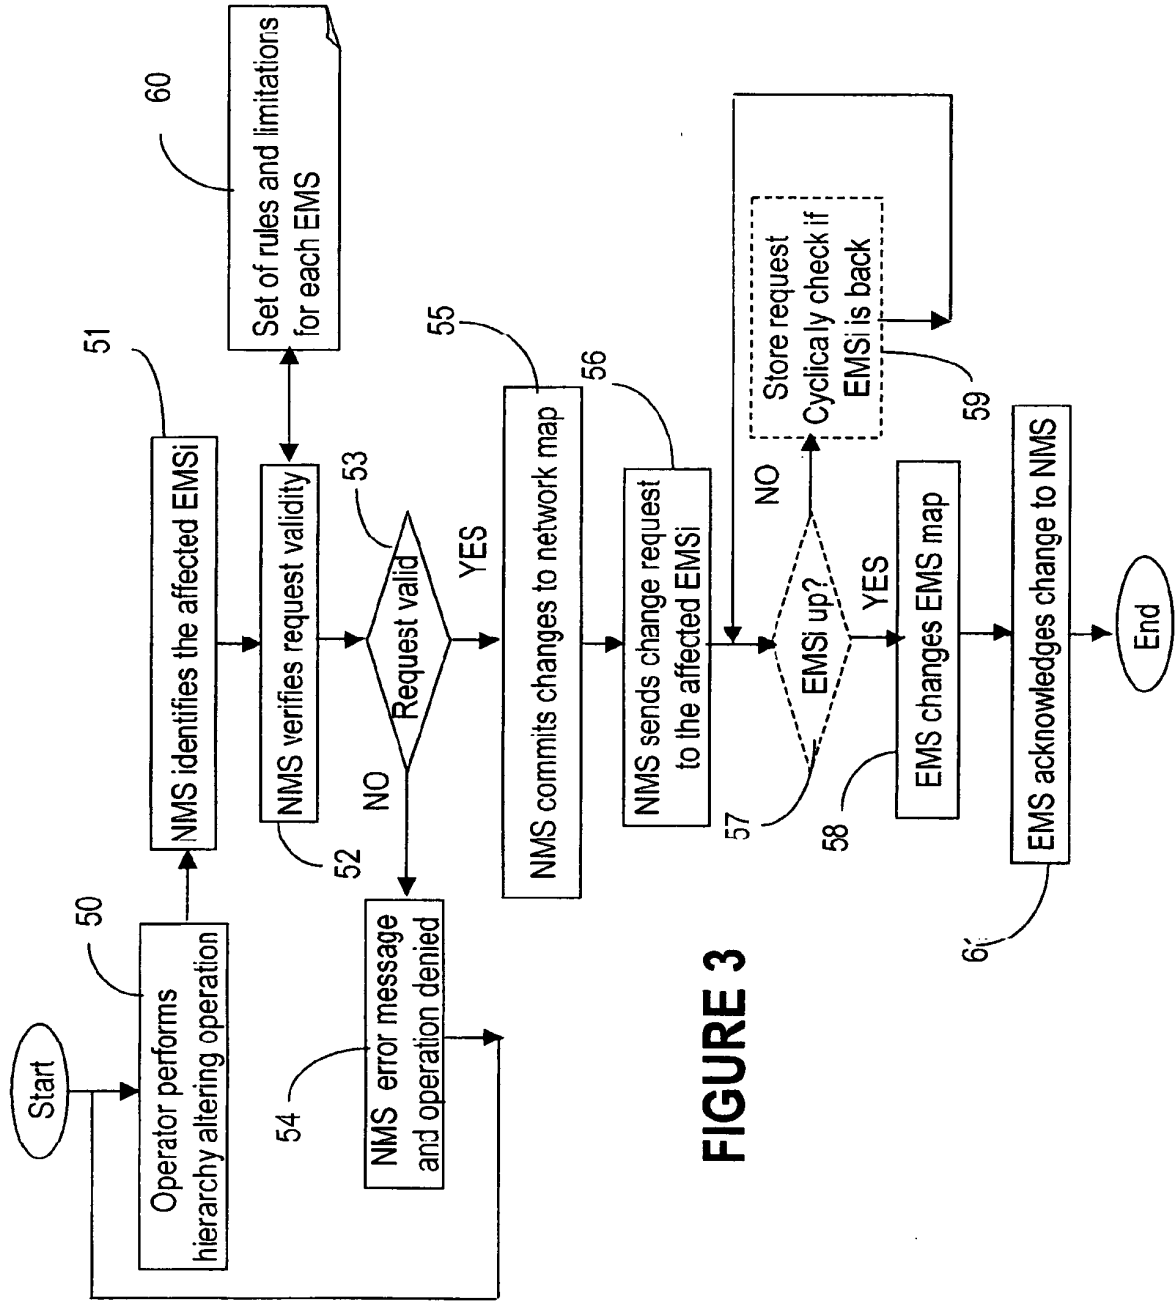 Start
50
Operator performs
hierarchy altering operation
51
NMS identifies the affected EMSi
52
NMS verifies request validity
60
Set of rules and limitations
for each EMS
53
Request valid
NO
YES
54
NMS error message
and operation denied
55
NMS commits changes to network map
56
NMS sends change request
to the affected EMSi
57
EMSi up?
NO
YES
Store request
Cyclicaly check if
EMSi is back
59
58
EMS changes EMS map
EMS acknowledges change to NMS
End
FIGURE 3